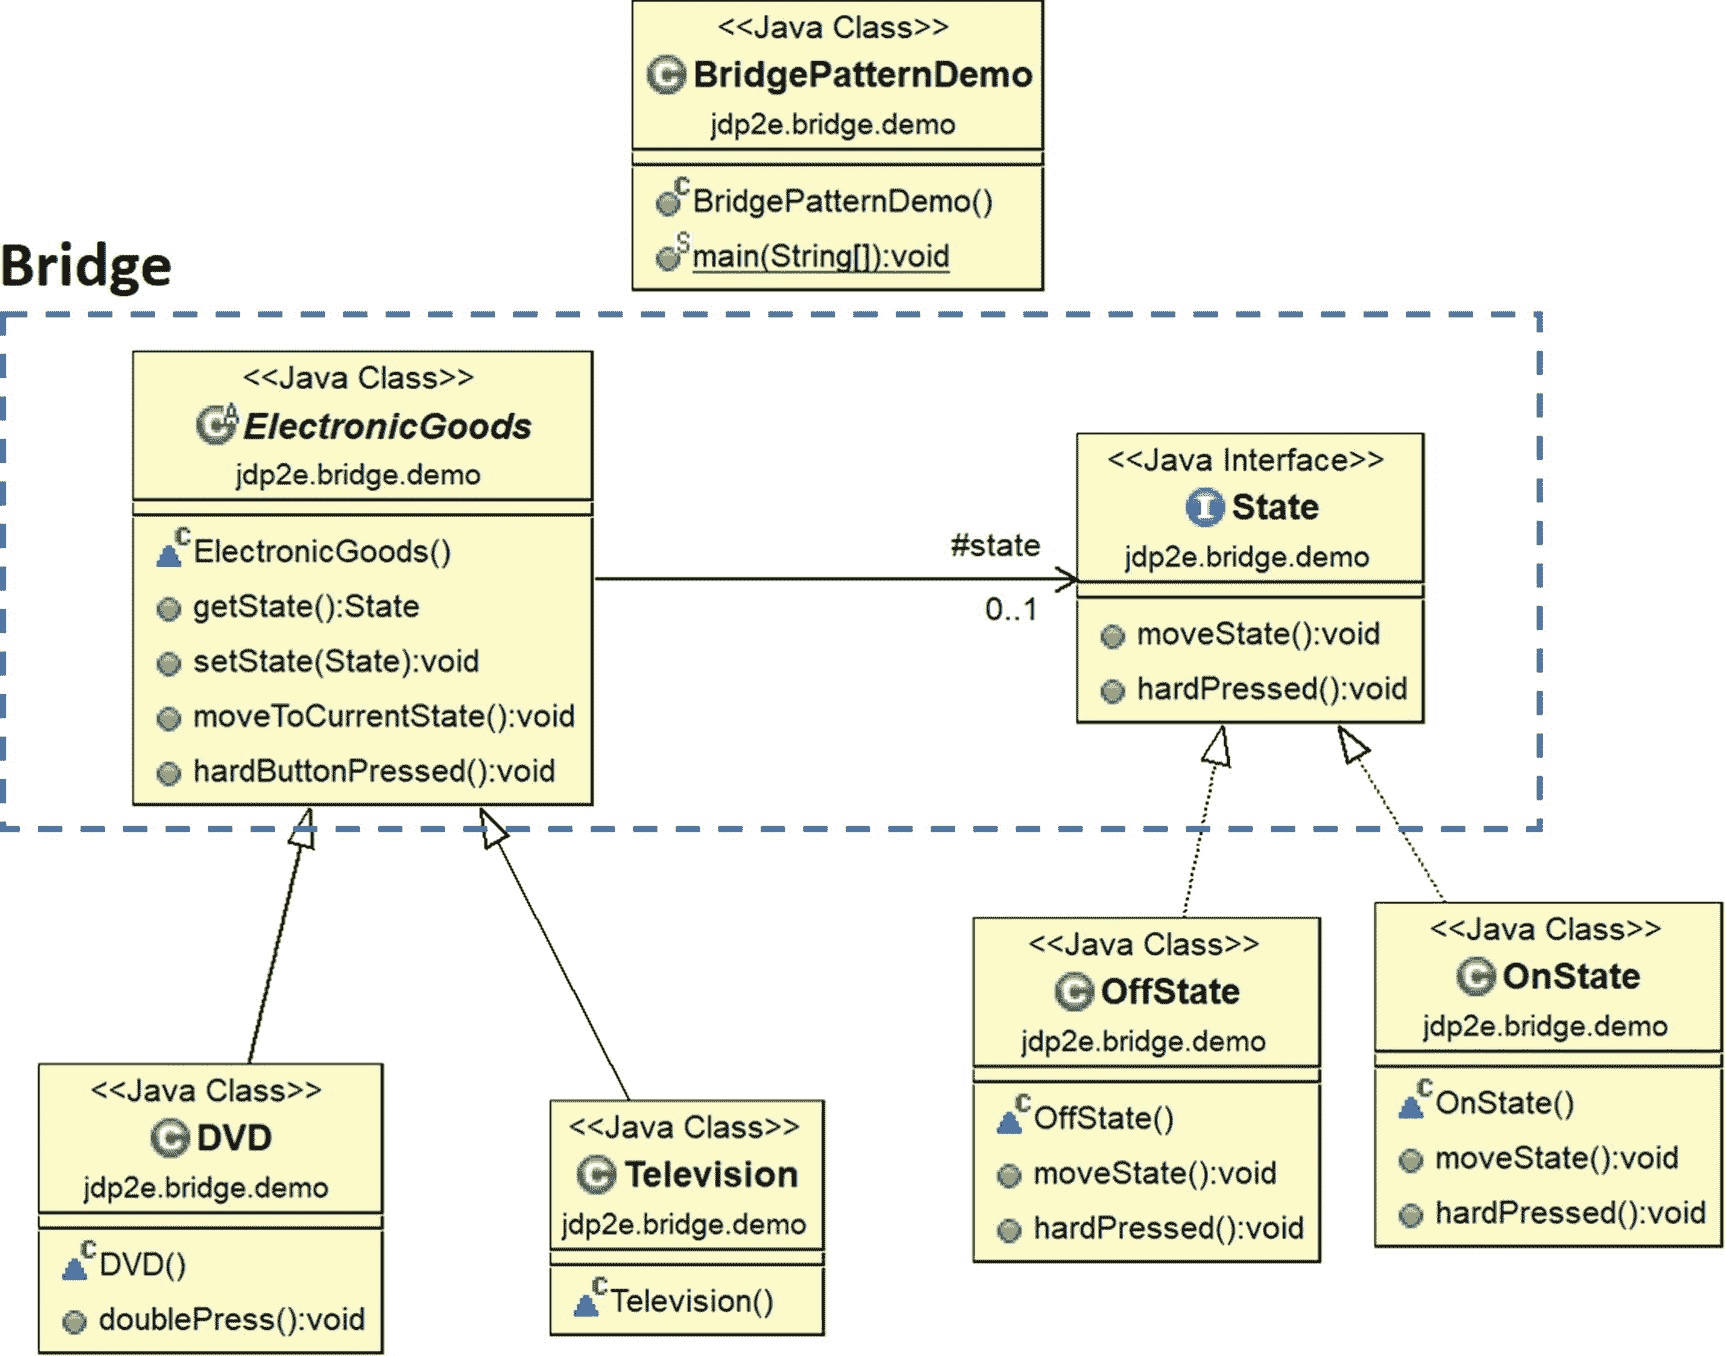 <<Java Class>>
BridgePatternDemo
jdp2e.bridge.demo
BridgePatternDemo()
main(String[]):void
Bridge
<<Java Class>>
ElectronicGoods
jdp2e.bridge.demo
ElectronicGoods()
getState():State
setState(State):void
moveToCurrentState():void
hardButtonPressed():void
#state
0..1
<<Java Interface>>
State
jdp2e.bridge.demo
moveState():void
hardPressed():void
<<Java Class>>
DVD
jdp2e.bridge.demo
DVD()
doublePress():void
<<Java Class>>
Television
jdp2e.bridge.demo
Television()
<<Java Class>>
OffState
jdp2e.bridge.demo
OffState()
moveState():void
hardPressed():void
<<Java Class>>
OnState
jdp2e.bridge.demo
OnState()
moveState():void
hardPressed():void